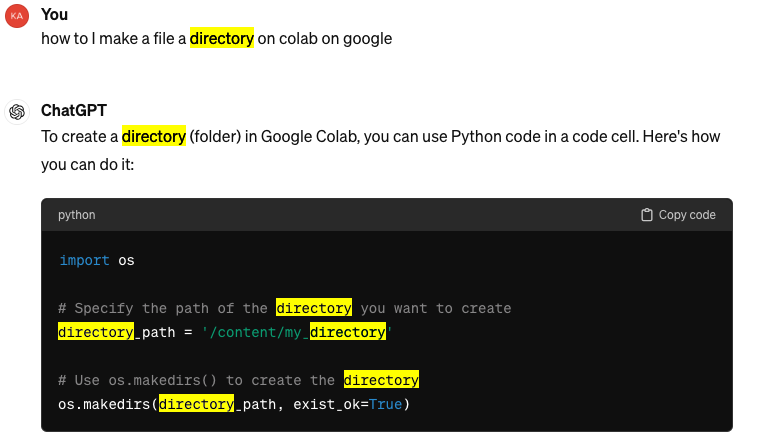 KA
You
how to I make a file a directory on colab on google
ChatGPT
To create a directory (folder) in Google Colab, you can use Python code in a code cell. Here's how
you can do it:
python
Copy code
import os
# Specify the path of the directory you want to create
directory_path = '/content/my_directory'
# Use os.makedirs() to create the directory
os.makedirs(directory_path, exist_ok=True)